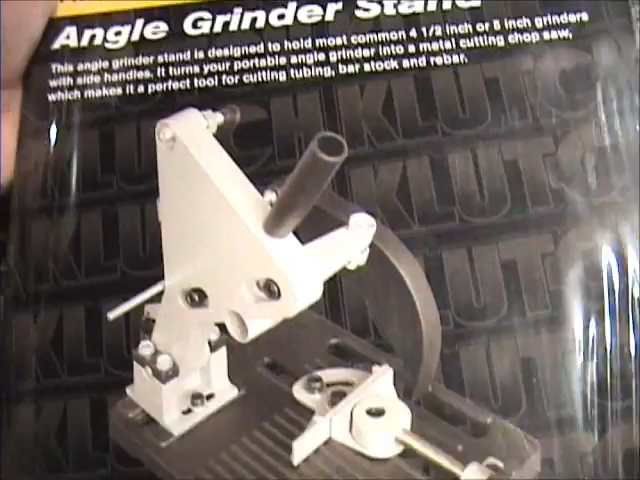 Angle Grinder Stand
This angle grinder stand is designed to hold most common 4 1/2 inch or 5 inch grinders
with side handles. It turns your portable angle grinder into a metal cutting chop saw,
which makes it a perfect tool for cutting tubing, bar stock and rebar.
KLUTCH KLUTCH
KLUTCH
KLUTCH
KLUTCH